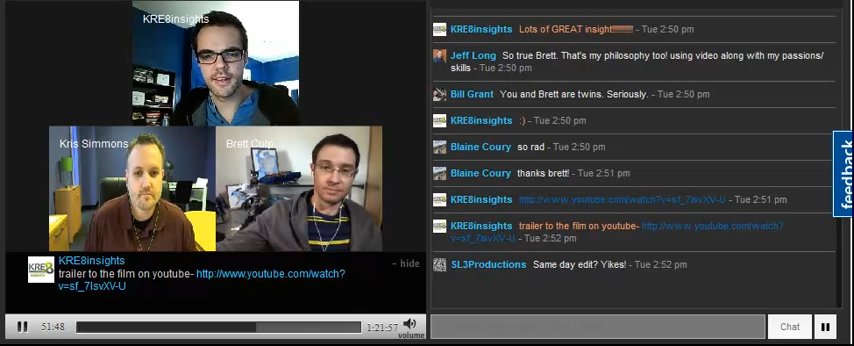 KRE8insights
Kris Simmons
Brett Culp
KRE8insights
trailer to the film on youtube- http://www.youtube.com/watch?
v=sf_7IsvXV-U
– hide
51:48
1:21:57
volume
KRE8insights Lots of GREAT insight!!!!!!!!!! - Tue 2:50 pm
Jeff Long So true Brett. That's my philosophy too! using video along with my passions/
skills - Tue 2:50 pm
Bill Grant You and Brett are twins. Seriously. - Tue 2:50 pm
KRE8insights :) - Tue 2:50 pm
Blaine Coury so rad - Tue 2:50 pm
Blaine Coury thanks brett! - Tue 2:51 pm
KRE8insights http://www.youtube.com/watch?v=sf_7IsvXV-U - Tue 2:51 pm
KRE8insights trailer to the film on youtube- http://www.youtube.com/watch?
v=sf_7IsvXV-U - Tue 2:52 pm
SL3Productions Same day edit? Yikes! - Tue 2:52 pm
Chat
feedback